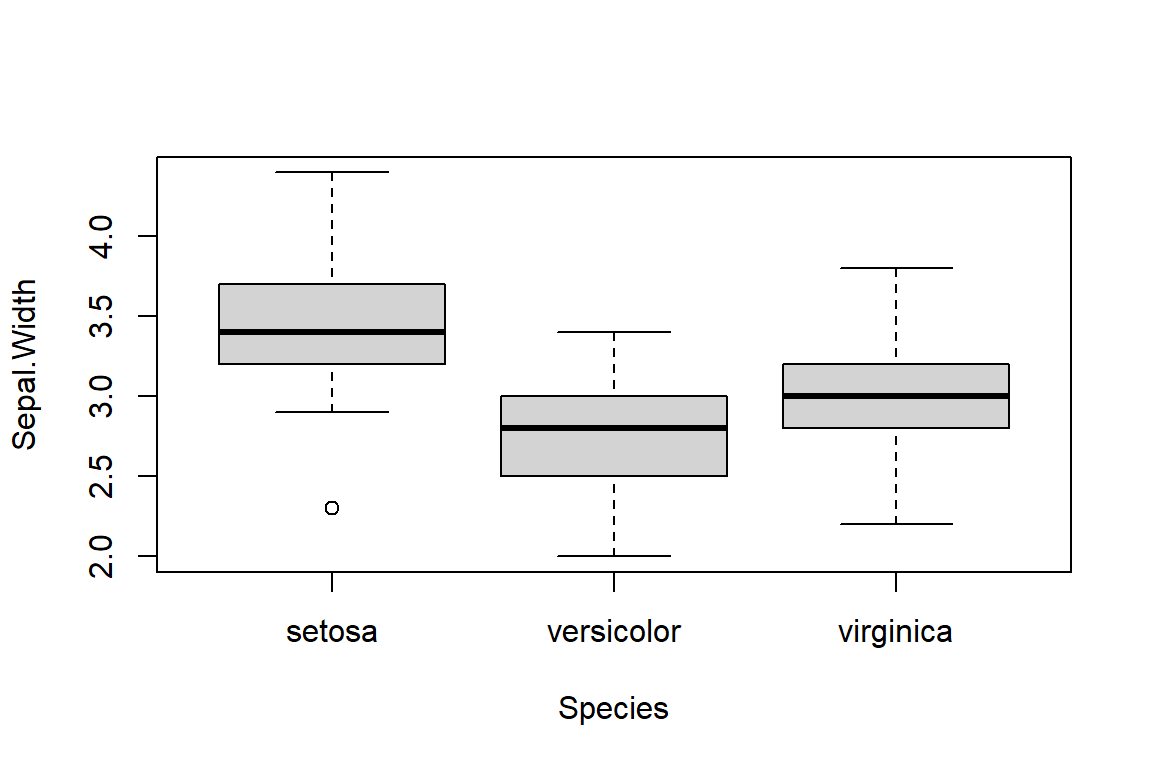 Sepal.Width
4.0
3.5
3.0
2.5
2.0
setosa
versicolor
virginica
Species